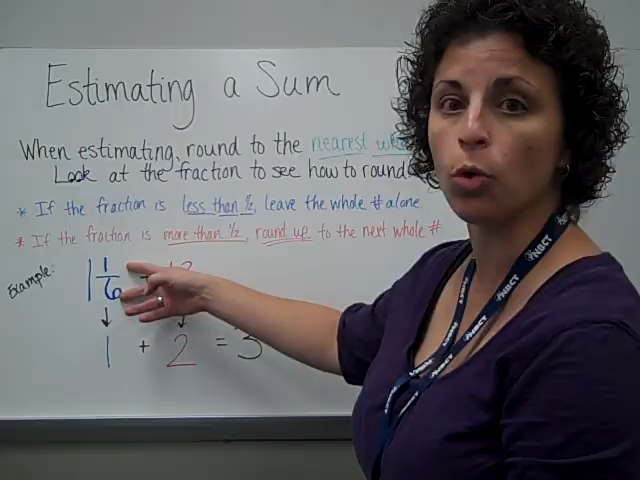 Estimating a Sum
When estimating, round to the nearest
Look at the fraction to see how to round
* If the fraction is less than 1/2, leave the whole # alone
* If the fraction is more than 1/2, round up to the next whole #
Example: 1 1/6
1 + 2 = 3
NBCT
NBCT
NBCT